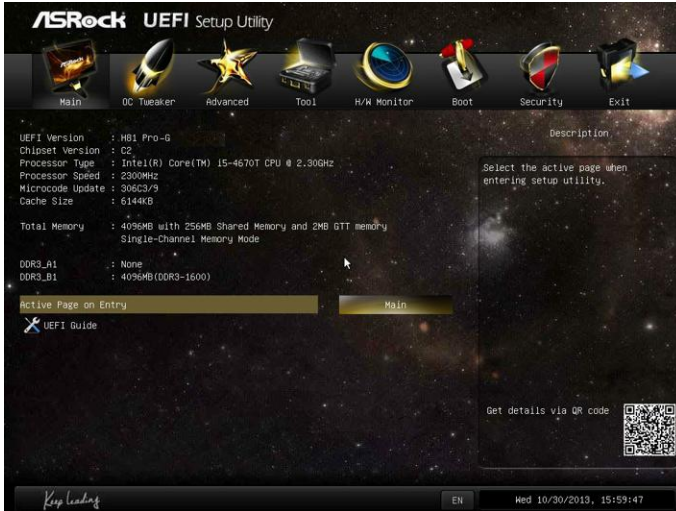 ASRock UEFI Setup Utility
Main OC Tweaker Advanced Tool H/W Monitor Boot Security Exit
UEFI Version : H81 Pro-G
Chipset Version : C2
Processor Type : Intel(R) Core(TM) i5-4670T CPU @ 2.30GHz
Processor Speed : 2300MHz
Microcode Update : 306C3/9
Cache Size : 6144KB
Total Memory : 4096MB with 256MB Shared Memory and 2MB GTT memory
Single-Channel Memory Mode
DDR3_A1 : None
DDR3_B1 : 4096MB(DDR3-1600)
Active Page on Entry Main
UEFI Guide
Description
Select the active page when
entering setup utility.
Get details via QR code
Keep Leading
EN Wed 10/30/2013, 15:59:47